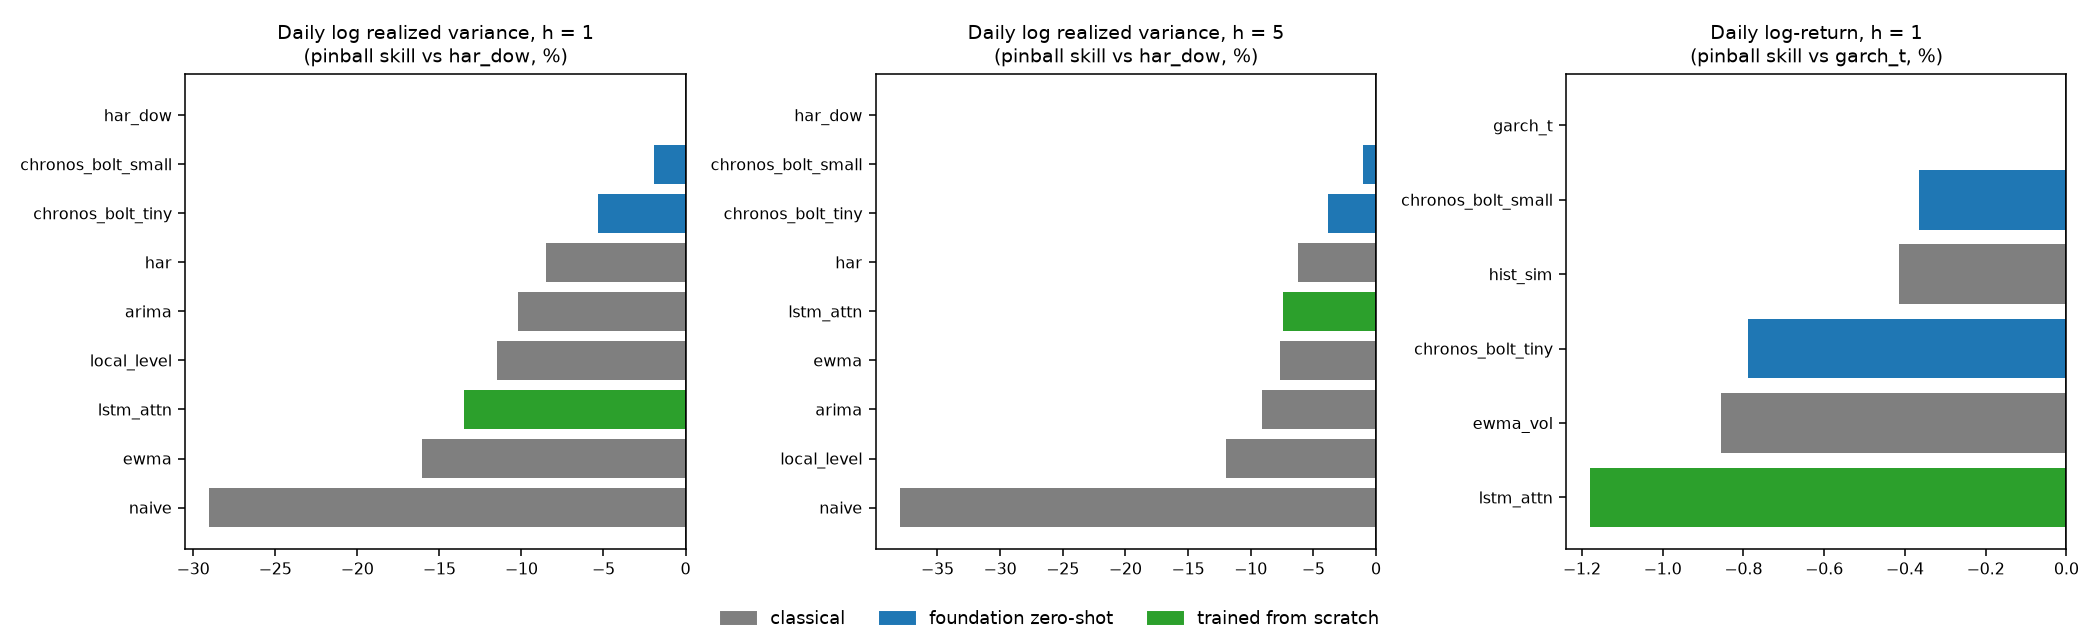 Daily log realized variance, h = 1
(pinball skill vs har_dow, %)
har_dow
chronos_bolt_small
chronos_bolt_tiny
har
arima
local_level
lstm_attn
ewma
naive
−30 −25 −20 −15 −10 −5 0
Daily log realized variance, h = 5
(pinball skill vs har_dow, %)
har_dow
chronos_bolt_small
chronos_bolt_tiny
har
lstm_attn
ewma
arima
local_level
naive
−35 −30 −25 −20 −15 −10 −5 0
Daily log-return, h = 1
(pinball skill vs garch_t, %)
garch_t
chronos_bolt_small
hist_sim
chronos_bolt_tiny
ewma_vol
lstm_attn
−1.2 −1.0 −0.8 −0.6 −0.4 −0.2 0.0
classical foundation zero-shot trained from scratch